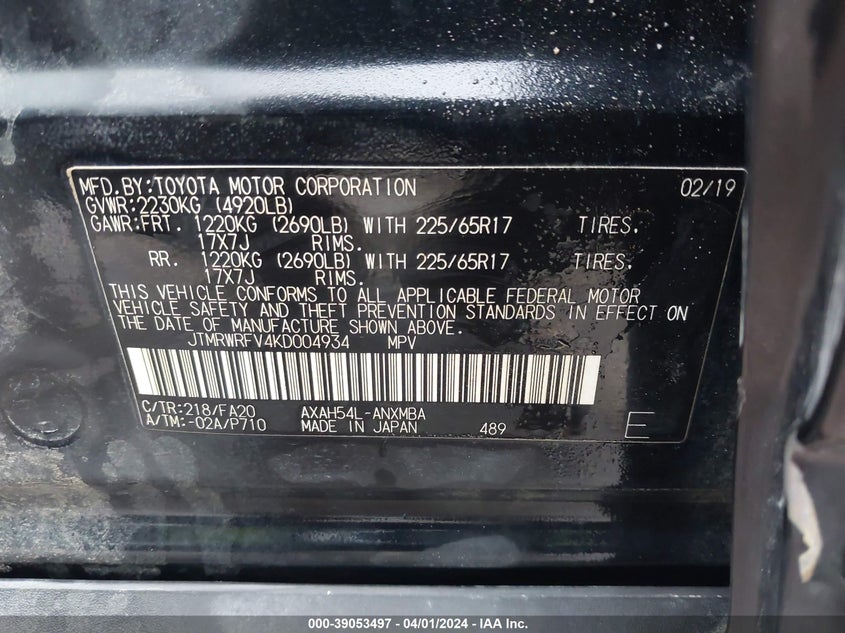 MFD.BY:TOYOTA MOTOR CORPORATION 02/19
GVWR:2230KG (4920LB)
GAWR:FRT. 1220KG (2690LB) WITH 225/65R17 TIRES.
17X7J RIMS.
RR. 1220KG (2690LB) WITH 225/65R17 TIRES.
17X7J RIMS.
THIS VEHICLE CONFORMS TO ALL APPLICABLE FEDERAL MOTOR
VEHICLE SAFETY AND THEFT PREVENTION STANDARDS IN EFFECT ON
THE DATE OF MANUFACTURE SHOWN ABOVE.
JTMRWRFV4KD004934 MPV
C/TR:218/FA20 AXAH54L-ANXMBA
A/TM:-02A/P710 MADE IN JAPAN 489 E
000-39053497 - 04/01/2024 - IAA Inc.